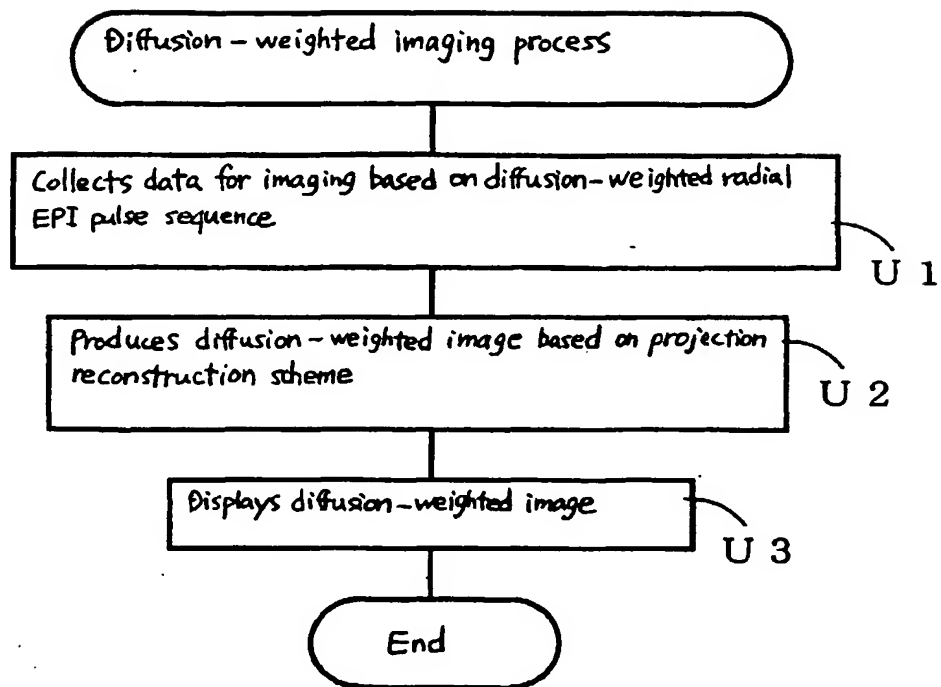 Diffusion-weighted imaging process
Collects data for imaging based on diffusion-weighted radial
EPI pulse sequence
U 1
Produces diffusion-weighted image based on projection
reconstruction scheme
U 2
Displays diffusion-weighted image
U 3
End